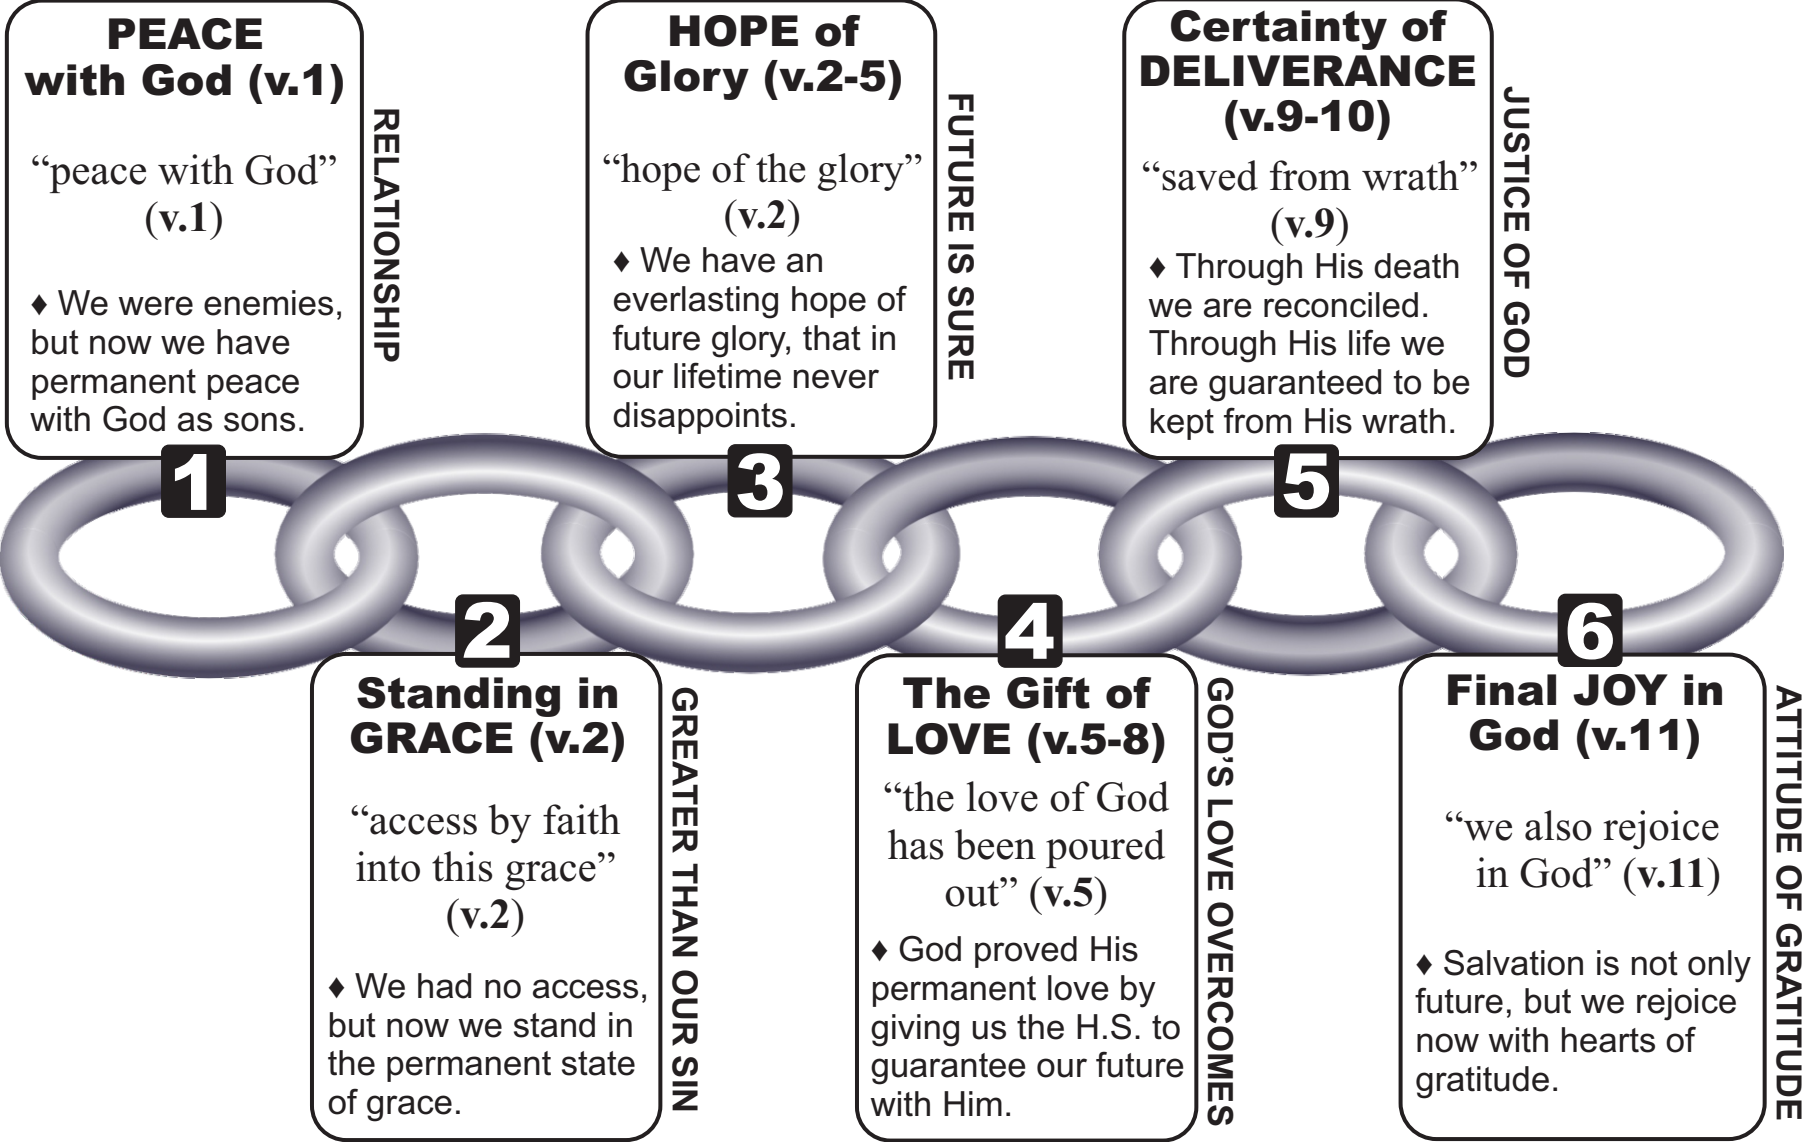 PEACE
with God (v.1)
“peace with God”
(v.1)
♦ We were enemies,
but now we have
permanent peace
with God as sons.
RELATIONSHIP
1
Standing in
GRACE (v.2)
“access by faith
into this grace”
(v.2)
♦ We had no access,
but now we stand in
the permanent state
of grace.
GREATER THAN OUR SIN
2
HOPE of
Glory (v.2-5)
“hope of the glory”
(v.2)
♦ We have an
everlasting hope of
future glory, that in
our lifetime never
disappoints.
FUTURE IS SURE
3
The Gift of
LOVE (v.5-8)
“the love of God
has been poured
out” (v.5)
♦ God proved His
permanent love by
giving us the H.S. to
guarantee our future
with Him.
GOD’S LOVE OVERCOMES
4
Certainty of
DELIVERANCE
(v.9-10)
“saved from wrath”
(v.9)
♦ Through His death
we are reconciled.
Through His life we
are guaranteed to be
kept from His wrath.
JUSTICE OF GOD
5
Final JOY in
God (v.11)
“we also rejoice
in God” (v.11)
♦ Salvation is not only
future, but we rejoice
now with hearts of
gratitude.
ATTITUDE OF GRATITUDE
6